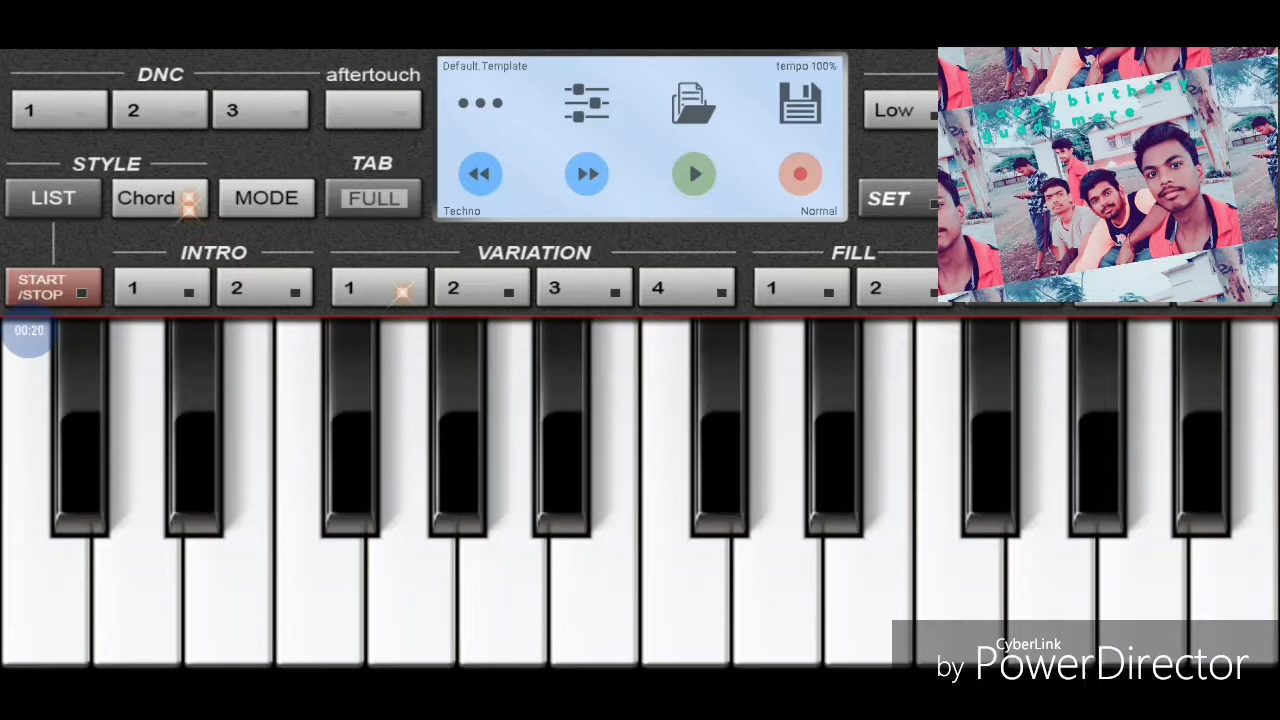 DNC
aftertouch
1
2
3
Default.Template
tempo 100%
Low
happy birthday
guddu mere
STYLE
TAB
LIST
Chord
MODE
FULL
Techno
Normal
SET
INTRO
VARIATION
FILL
START
/STOP
1
2
1
2
3
4
1
2
00:20
CyberLink
by PowerDirector